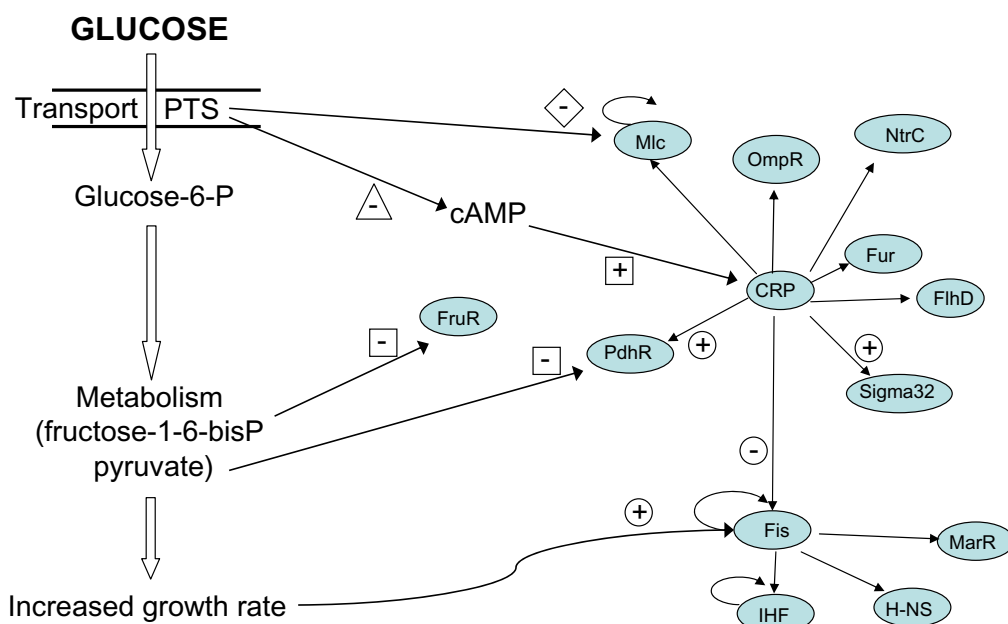 GLUCOSE
Transport PTS
Glucose-6-P
Metabolism
(fructose-1-6-bisP
pyruvate)
Increased growth rate
-
-
cAMP
+
Mlc
OmpR
NtrC
Fur
CRP
FlhD
FruR
-
-
PdhR
+
+
Sigma32
-
+
Fis
MarR
IHF
H-NS